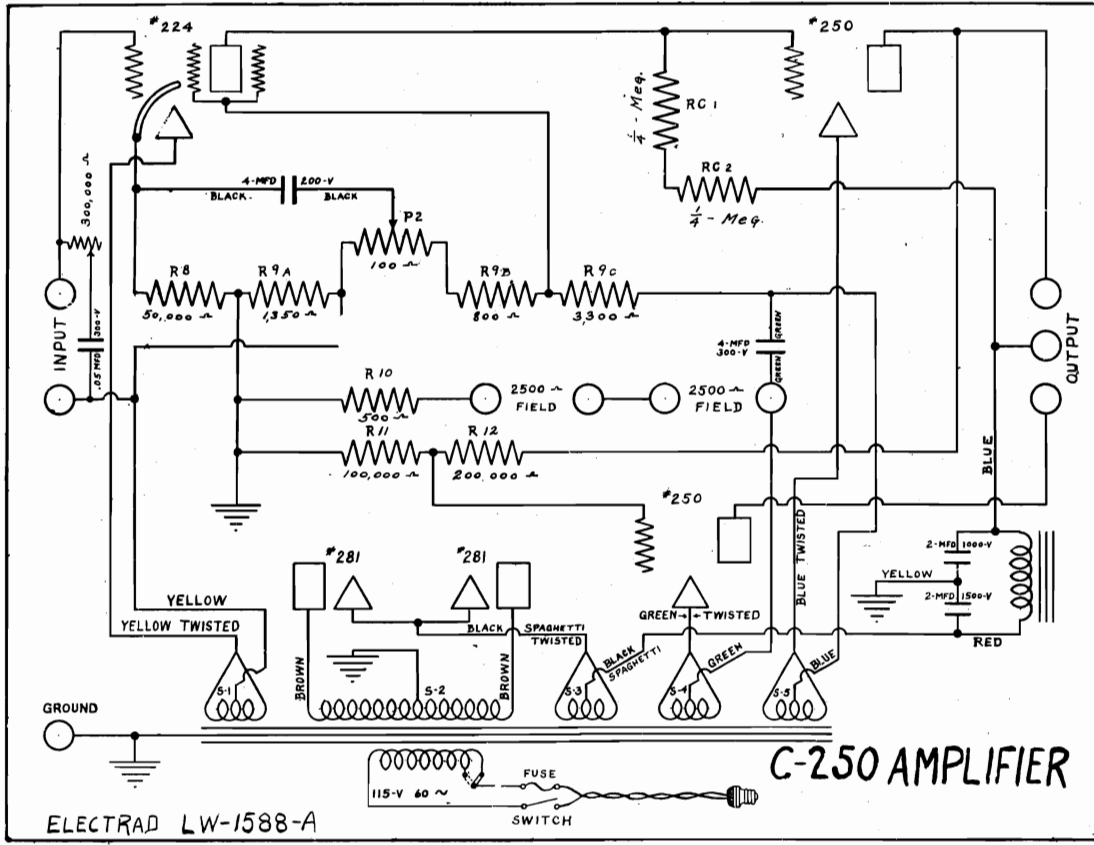 #224
#250
300,000 Ω
1/4 - Meg.
RC 1
4-MFD 200-V
BLACK. BLACK
RC 2
1/4 - Meg.
P2
100 Ω
R8
50,000 Ω
R9A
1,350 Ω
R9B
800 Ω
R9C
3,300 Ω
INPUT
.05 MFD 300-V
4-MFD
300-V
GREEN
GREEN
OUTPUT
R10
500 Ω
2500 Ω
FIELD
2500 Ω
FIELD
R11
100,000 Ω
R12
200,000 Ω
BLUE
#250
#281
#281
BLUE TWISTED
2-MFD 1000-V
YELLOW
2-MFD 1500-V
RED
YELLOW
YELLOW TWISTED
GREEN TWISTED
BLACK SPAGHETTI
TWISTED
BROWN
BROWN
BLACK
SPAGHETTI
GREEN
BLUE
S-1
S-2
S-3
S-4
S-5
GROUND
115-V 60 ~
FUSE
SWITCH
C-250 AMPLIFIER
ELECTRAD LW-1588-A